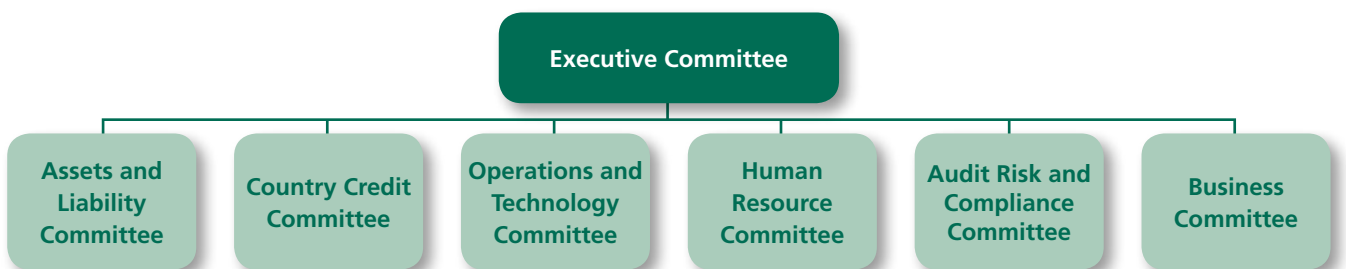 Executive Committee
Assets and
Liability
Committee
Country Credit
Committee
Operations and
Technology
Committee
Human
Resource
Committee
Audit Risk and
Compliance
Committee
Business
Committee